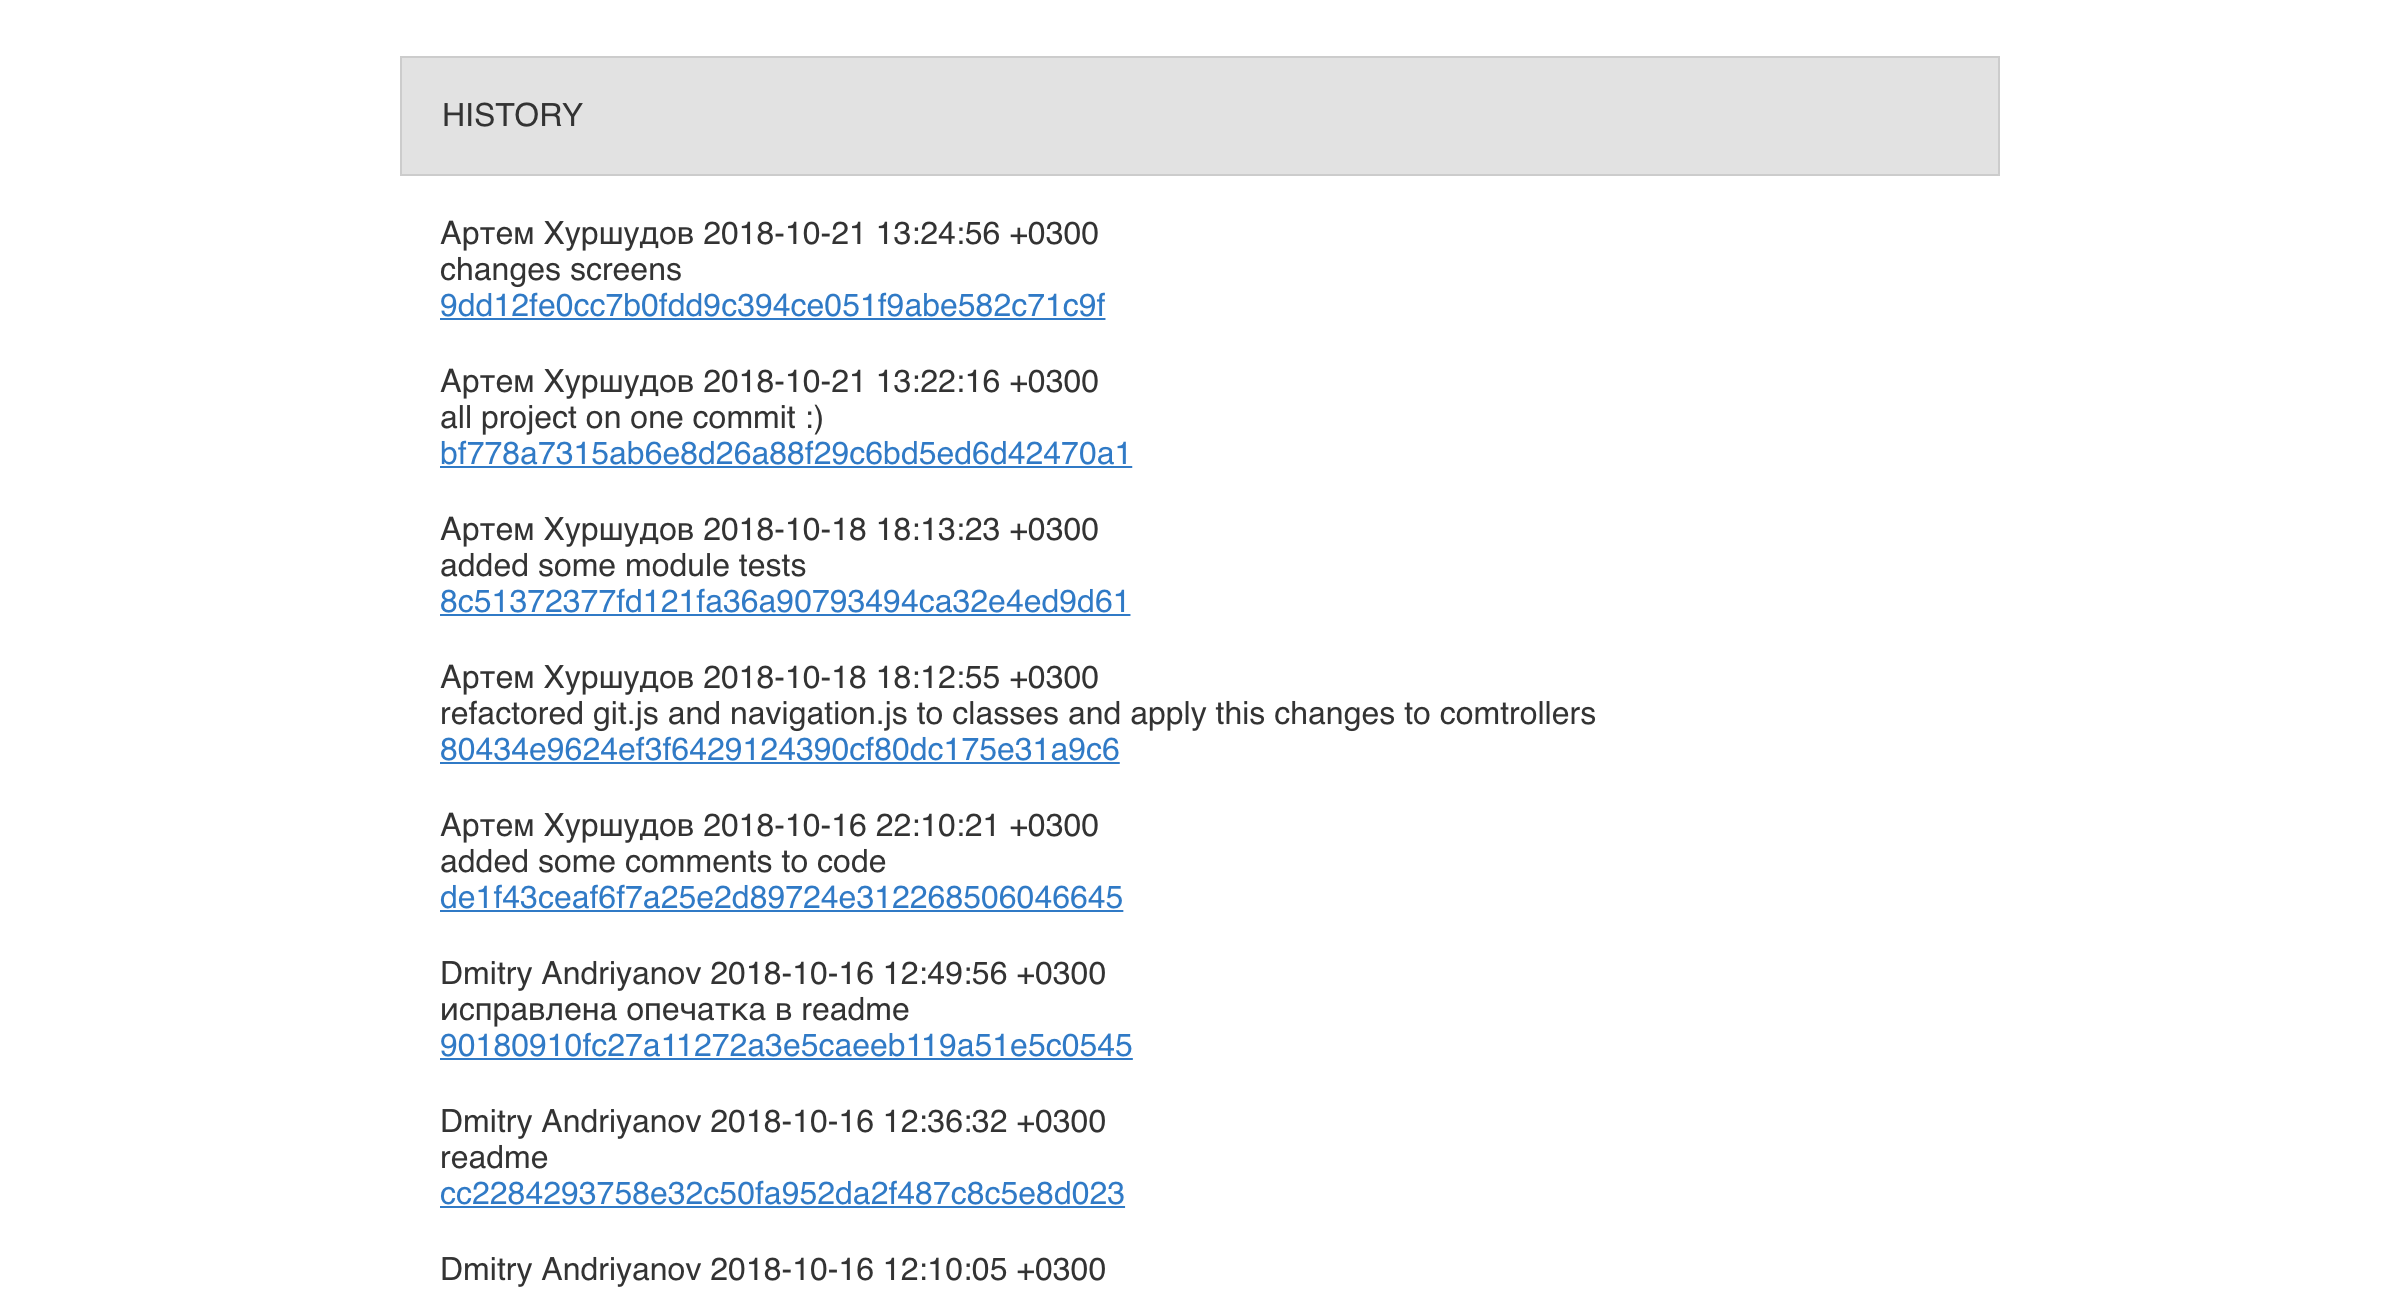 HISTORY
Артем Хуршудов 2018-10-21 13:24:56 +0300
changes screens
9dd12fe0cc7b0fdd9c394ce051f9abe582c71c9f
Артем Хуршудов 2018-10-21 13:22:16 +0300
all project on one commit :)
bf778a7315ab6e8d26a88f29c6bd5ed6d42470a1
Артем Хуршудов 2018-10-18 18:13:23 +0300
added some module tests
8c51372377fd121fa36a90793494ca32e4ed9d61
Артем Хуршудов 2018-10-18 18:12:55 +0300
refactored git.js and navigation.js to classes and apply this changes to comtrollers
80434e9624ef3f6429124390cf80dc175e31a9c6
Артем Хуршудов 2018-10-16 22:10:21 +0300
added some comments to code
de1f43ceaf6f7a25e2d89724e312268506046645
Dmitry Andriyanov 2018-10-16 12:49:56 +0300
исправлена опечатка в readme
90180910fc27a11272a3e5caeeb119a51e5c0545
Dmitry Andriyanov 2018-10-16 12:36:32 +0300
readme
cc2284293758e32c50fa952da2f487c8c5e8d023
Dmitry Andriyanov 2018-10-16 12:10:05 +0300